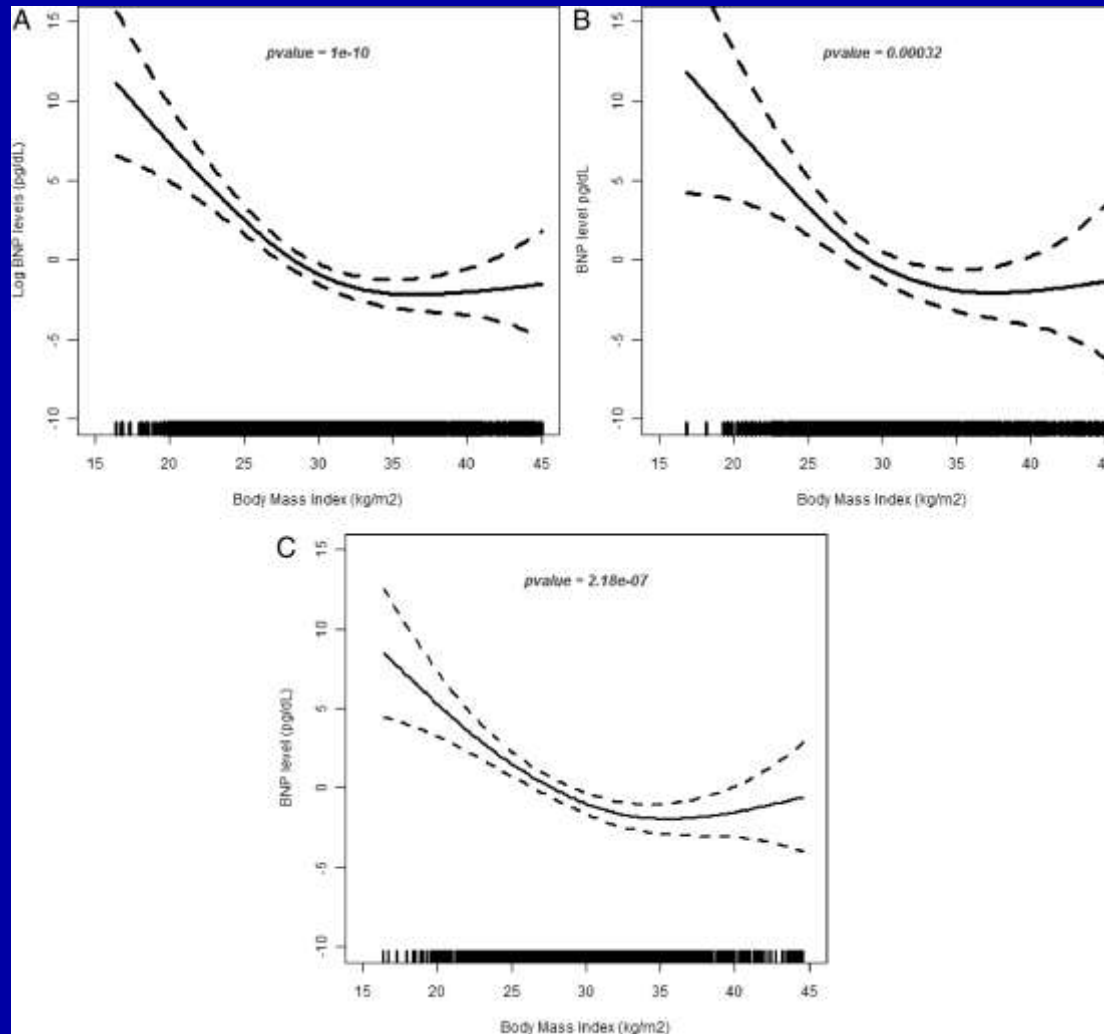 A
pvalue = 1e-10
Log BNP levels (pg/dL)
15
10
5
0
-5
-10
15 20 25 30 35 40 45
Body Mass Index (kg/m2)
B
pvalue = 0.00032
BNP level pg/dL
15
10
5
0
-5
-10
15 20 25 30 35 40
Body Mass Index (kg/m2)
C
pvalue = 2.18e-07
BNP level (pg/dL)
15
10
5
0
-5
-10
15 20 25 30 35 40 45
Body Mass Index (kg/m2)